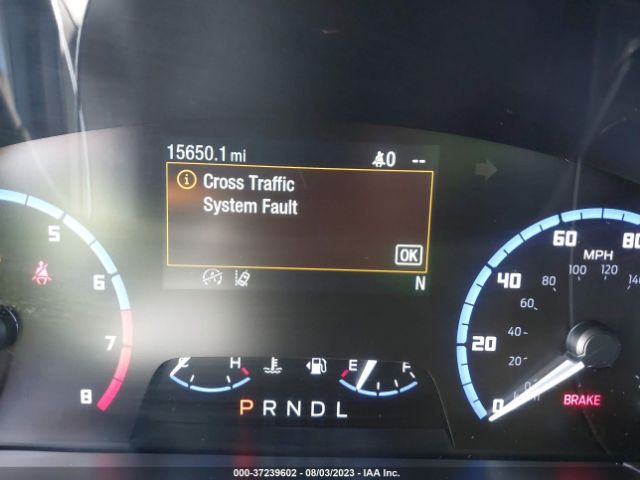 15650.1 mi
0 --
Cross Traffic
System Fault
OK
N
5
6
7
8
H
E F
P R N D L
0 20 40 60 80
MPH
20 40 60 80 100 120 140
BRAKE
000-37239602 - 08/03/2023 - IAA Inc.